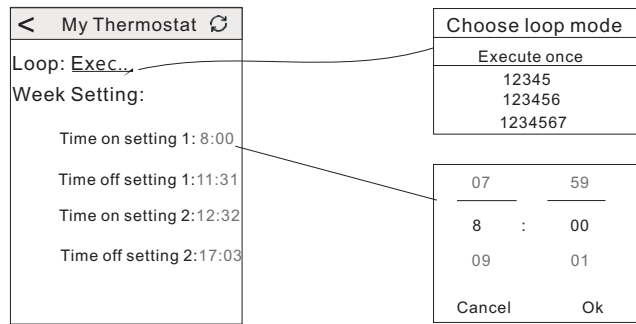 < My Thermostat
Loop: Exec...
Week Setting:
Time on setting 1: 8:00
Time off setting 1:11:31
Time on setting 2:12:32
Time off setting 2:17:03
Choose loop mode
Execute once
12345
123456
1234567
07 59
8 : 00
09 01
Cancel Ok